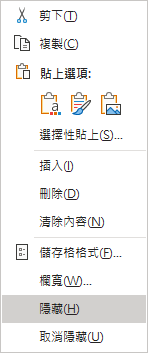 剪下(T)
複製(C)
貼上選項:
選擇性貼上(S)...
插入(I)
刪除(D)
清除內容(N)
儲存格格式(F)...
欄寬(W)...
隱藏(H)
取消隱藏(U)